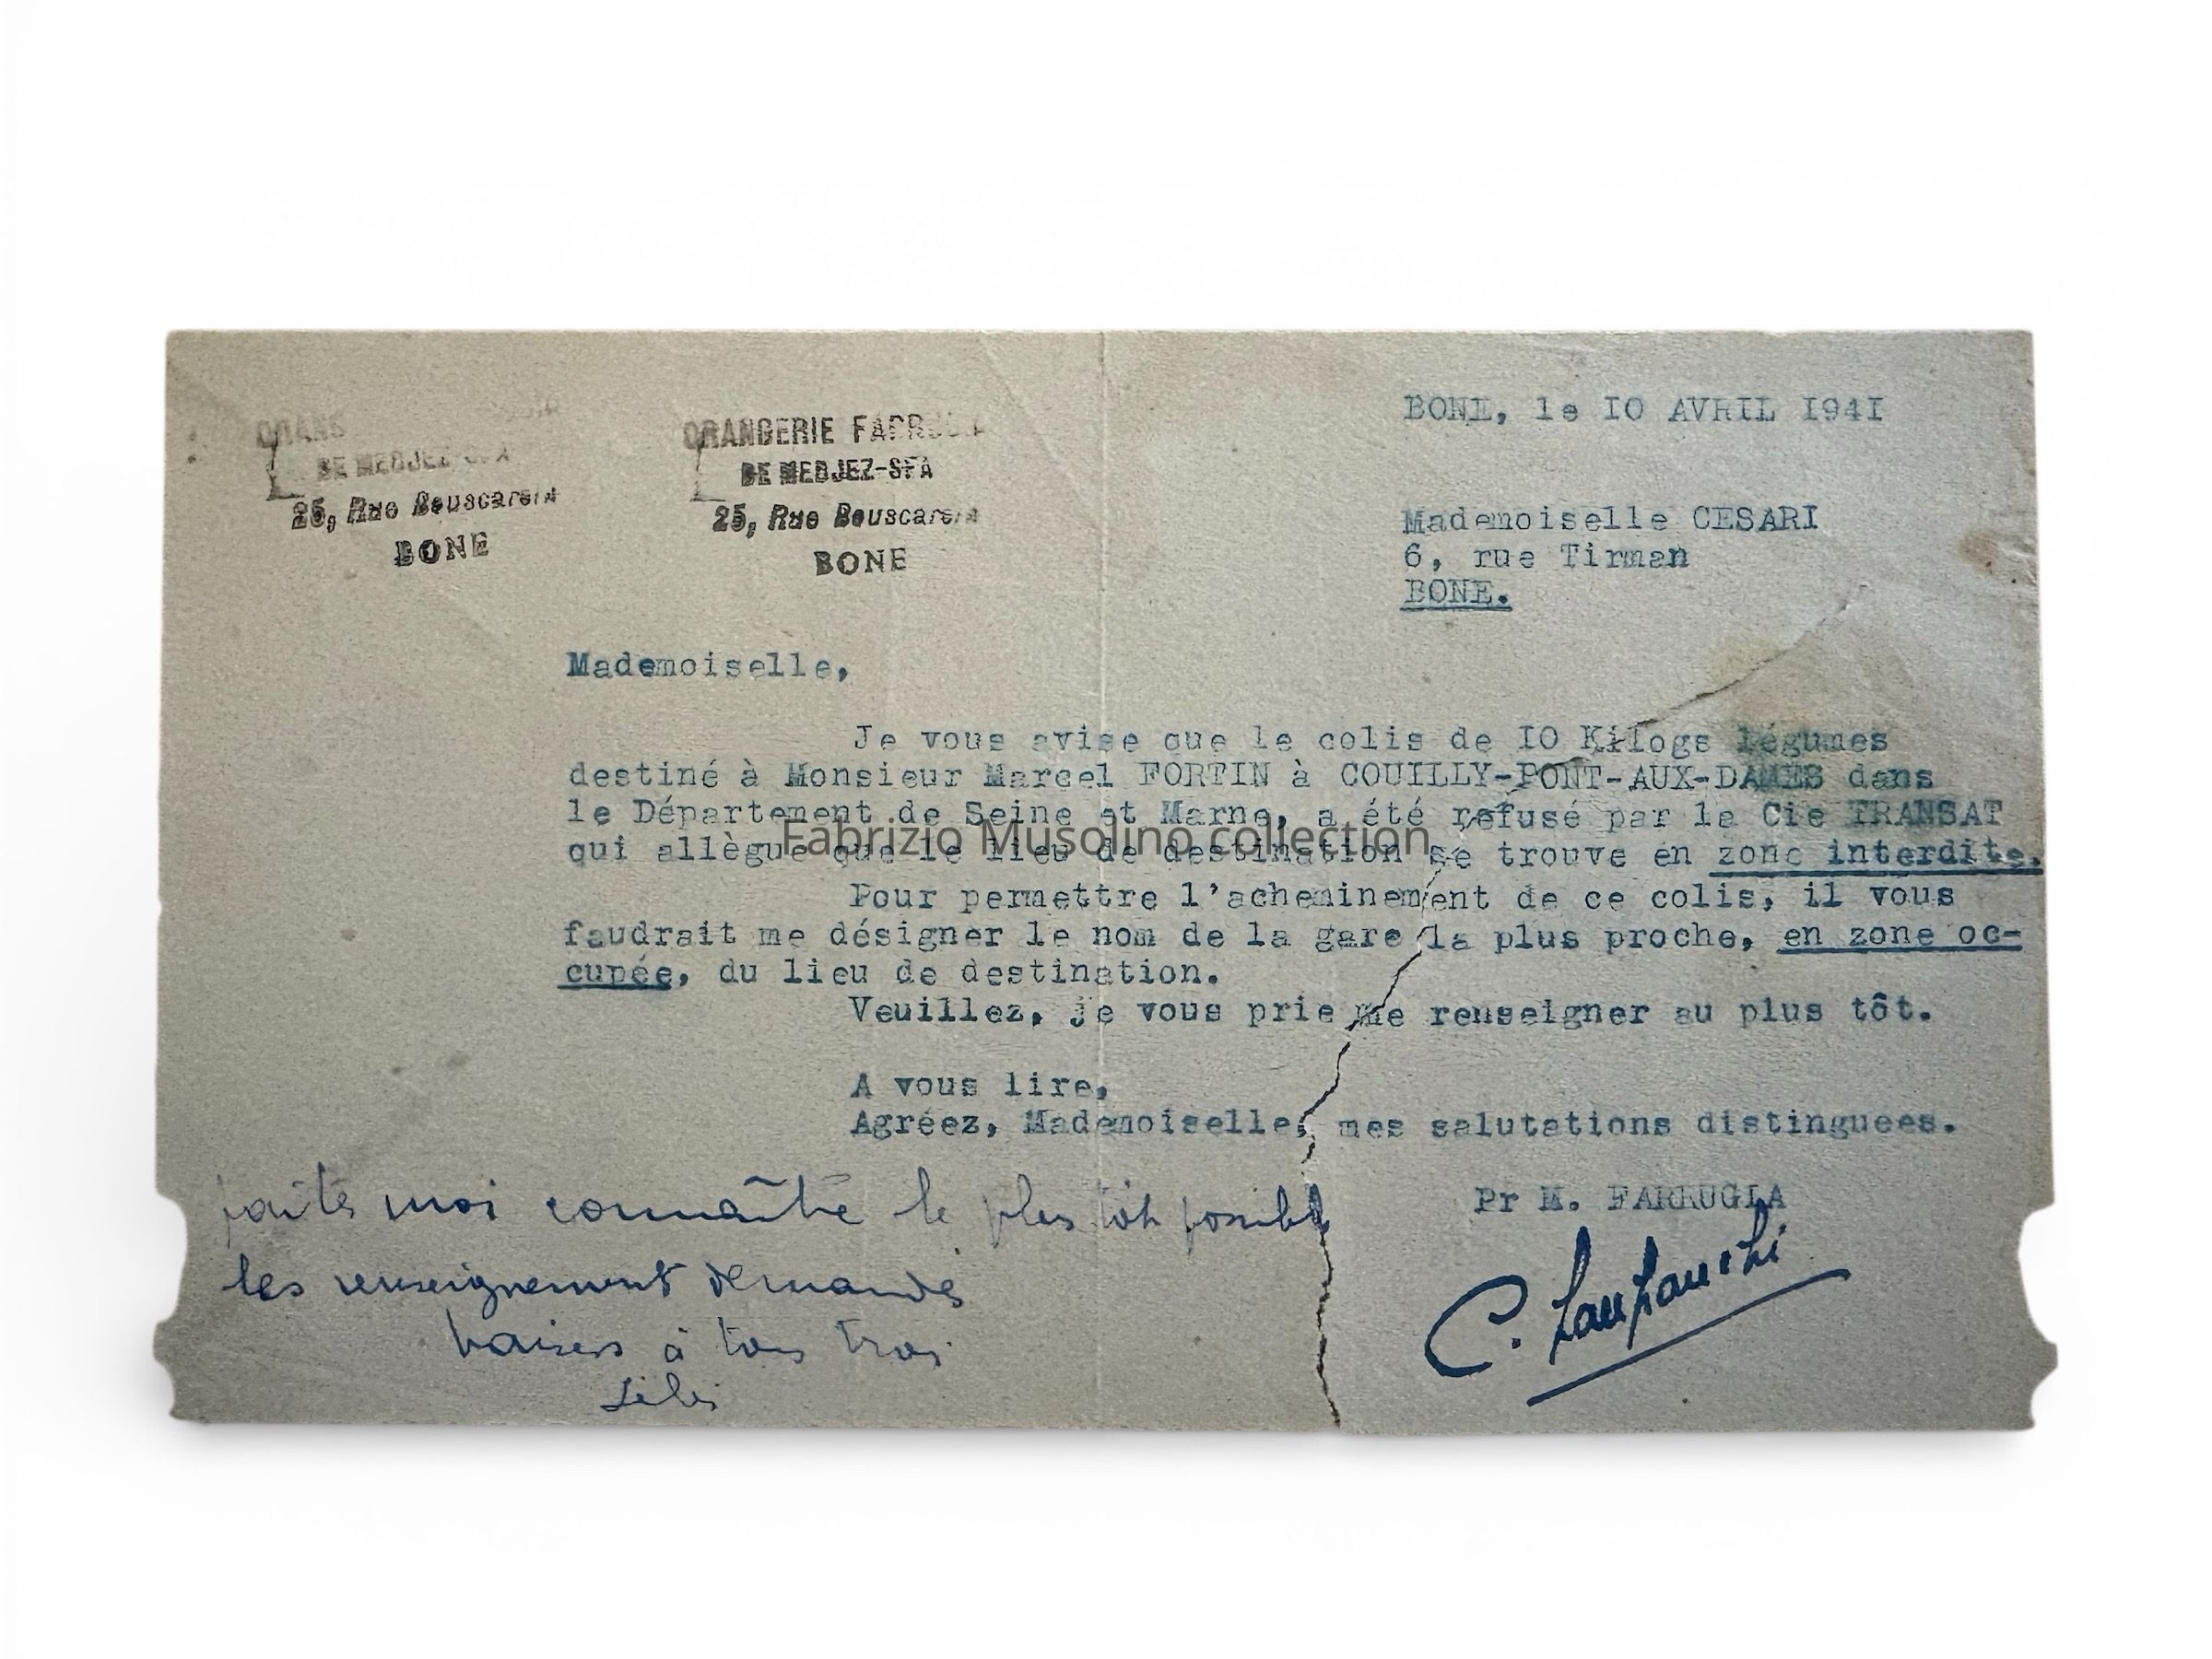 DE MEDJEZ-SFA
25, Rue Bouscarein
BONE
ORANGERIE FARRUGIA
DE MEDJEZ-SFA
25, Rue Bouscarein
BONE
BONE, le IO AVRIL I94I
Mademoiselle CESARI
6, rue Tirman
BONE.
Mademoiselle,
Je vous avise que le colis de IO Kilogs légumes
destiné à Monsieur Marcel FORTIN à COUILLY-PONT-AUX-DAMES dans
le Département de Seine et Marne, a été refusé par la Cie TRANSAT
qui allègue que le lieu de destination se trouve en zone interdite.
Fabrizio Musolino collection
Pour permettre l'acheminement de ce colis, il vous
faudrait me désigner le nom de la gare la plus proche, en zone oc-
cupée, du lieu de destination.
Veuillez, je vous prie me renseigner au plus tôt.
A vous lire,
Agréez, Mademoiselle, mes salutations distinguees.
faites moi connaître le plus tôt possible
les renseignement demandés
baisers à tous trois
Pr M. FARRUGIA
C.